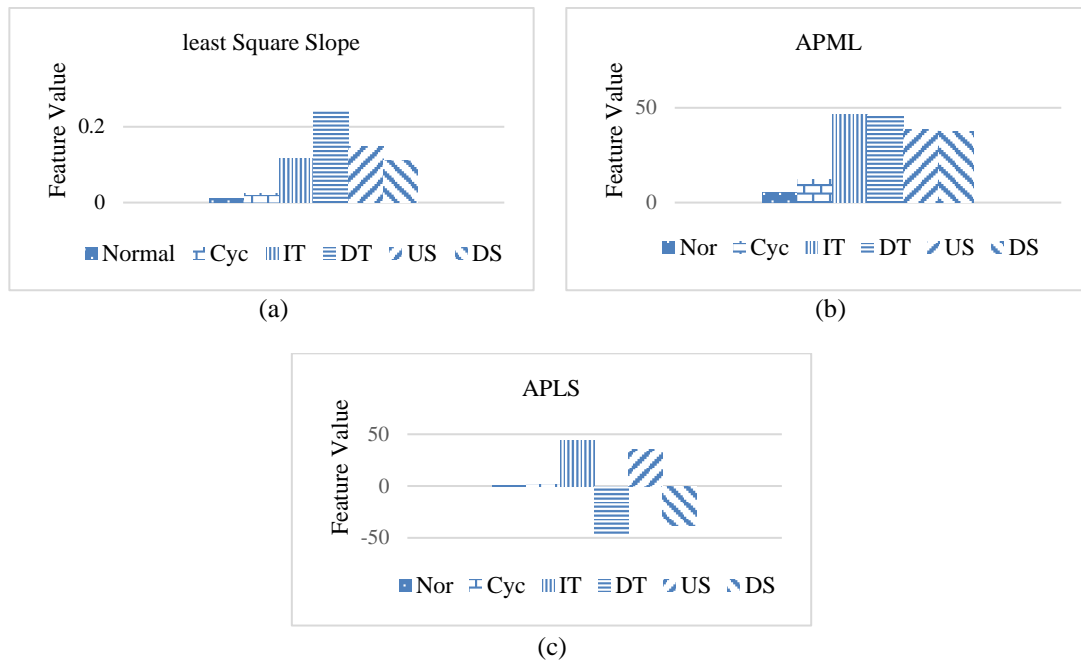 least Square Slope
Feature Value
0.2
0
Normal Cyc IT DT US DS
(a)
APML
Feature Value
50
0
Nor Cyc IT DT US DS
(b)
APLS
Feature Value
50
0
-50
Nor Cyc IT DT US DS
(c)